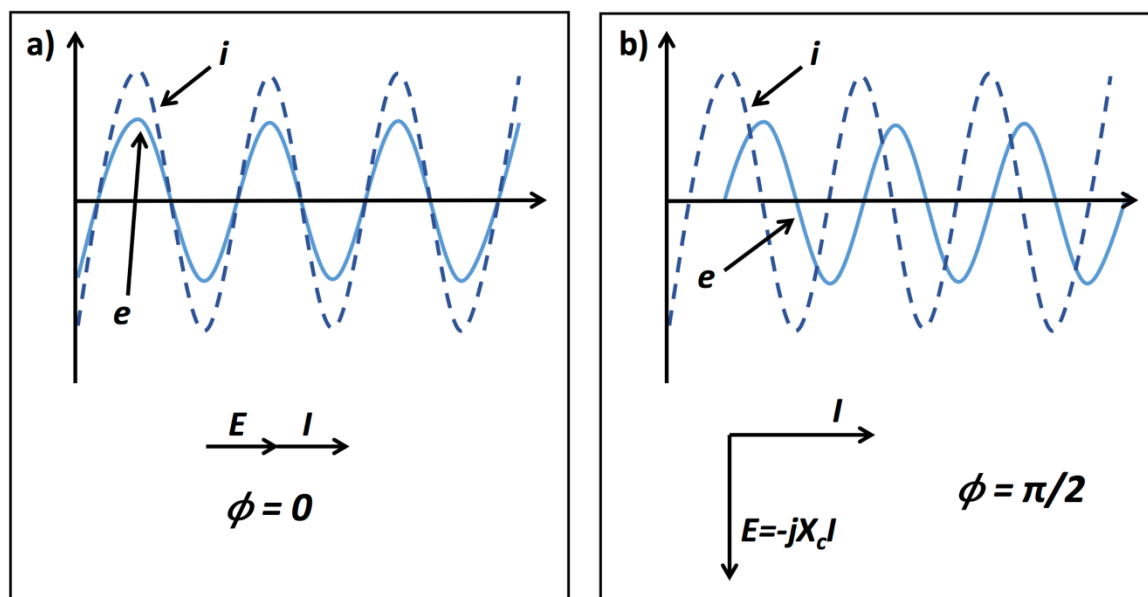 a)
i
e
E
I
ϕ = 0
b)
i
e
I
E=-jXcI
ϕ = π/2